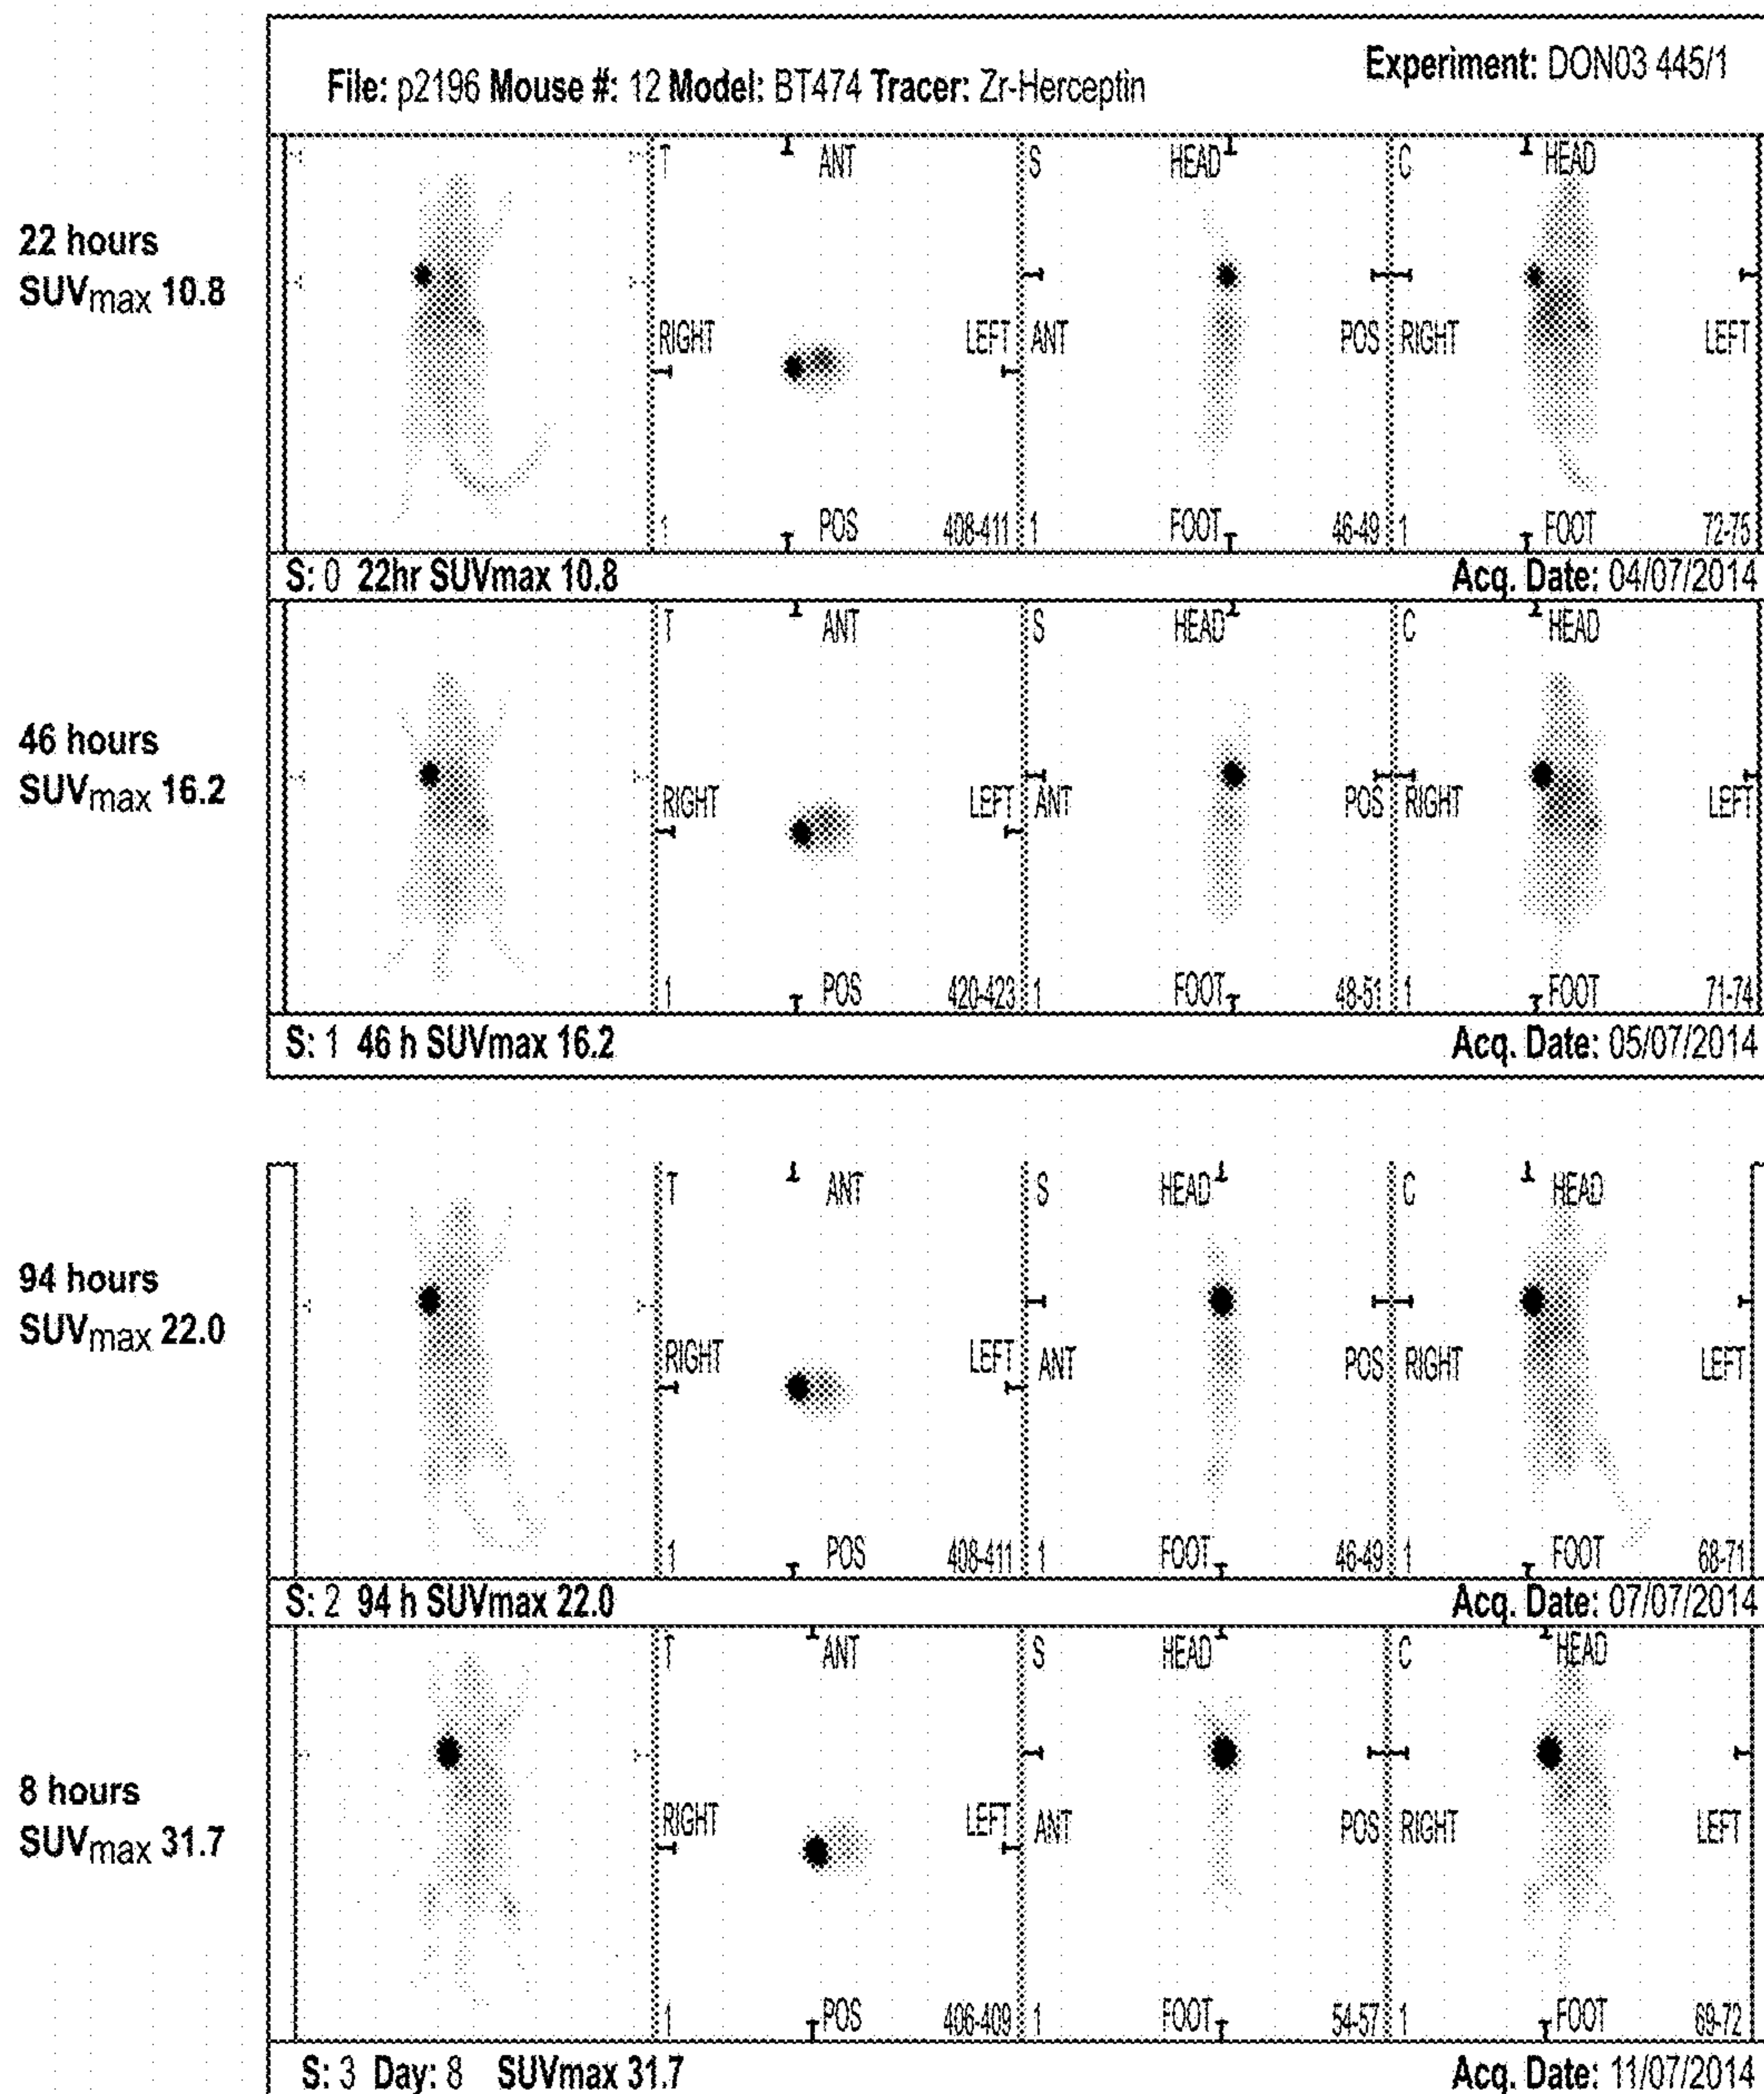 File: p2196 Mouse #: 12 Model: BT474 Tracer: Zr-Herceptin
Experiment: DON03 445/1
22 hours
SUVmax 10.8
T ANT S HEAD C HEAD
RIGHT LEFT ANT POS RIGHT LEFT
1 POS 408-411 1 FOOT 46-49 1 FOOT 72-75
S: 0 22hr SUVmax 10.8 Acq. Date: 04/07/2014
46 hours
SUVmax 16.2
T ANT S HEAD C HEAD
RIGHT LEFT ANT POS RIGHT LEFT
1 POS 420-423 1 FOOT 48-51 1 FOOT 71-74
S: 1 46 h SUVmax 16.2 Acq. Date: 05/07/2014
94 hours
SUVmax 22.0
T ANT S HEAD C HEAD
RIGHT LEFT ANT POS RIGHT LEFT
1 POS 408-411 1 FOOT 46-49 1 FOOT 68-71
S: 2 94 h SUVmax 22.0 Acq. Date: 07/07/2014
8 hours
SUVmax 31.7
T ANT S HEAD C HEAD
RIGHT LEFT ANT POS RIGHT LEFT
1 POS 406-409 1 FOOT 54-57 1 FOOT 69-72
S: 3 Day: 8 SUVmax 31.7 Acq. Date: 11/07/2014